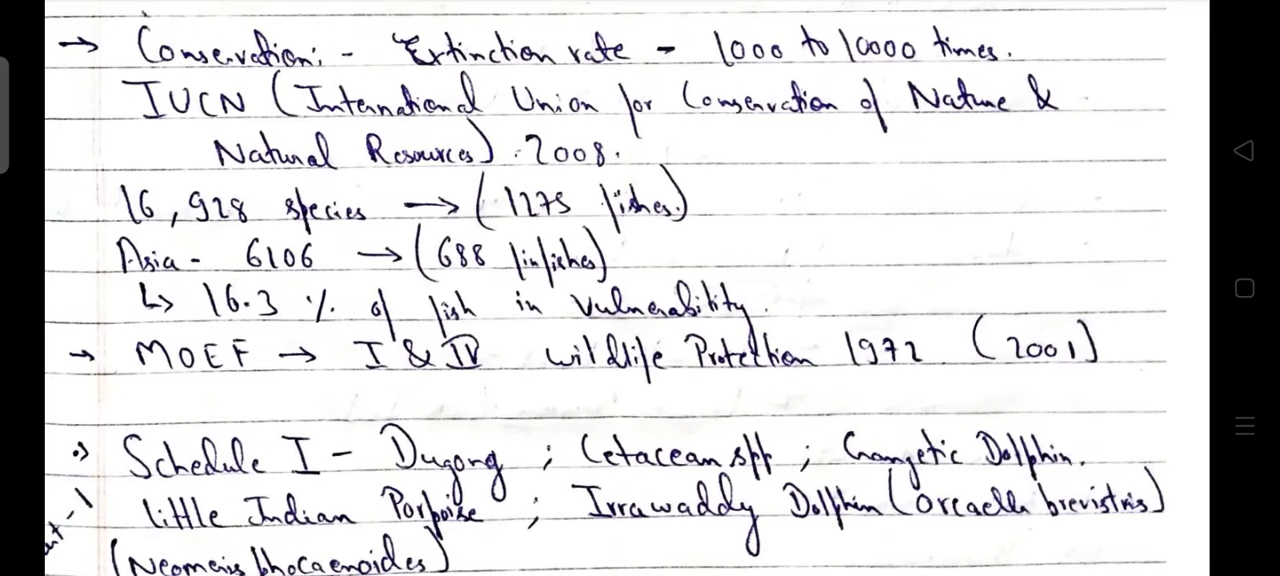 → Conservation: - Extinction rate - 1000 to 10000 times.
IUCN (International Union for Conservation of Nature &
Natural Resources). 2008.
16,928 species → (1275 fishes.)
Asia - 6106 → (688 finfishes)
↳ 16.3 % of fish in vulnerability.
→ MOEF → I & IV wildlife Protection 1972 (2001)
Schedule I - Dugong ; Cetacean spp ; Gangetic Dolphin.
little Indian Porpoise ; Irrawaddy Dolphin (Orcaella brevistris)
(Neomeris phocaenoides)